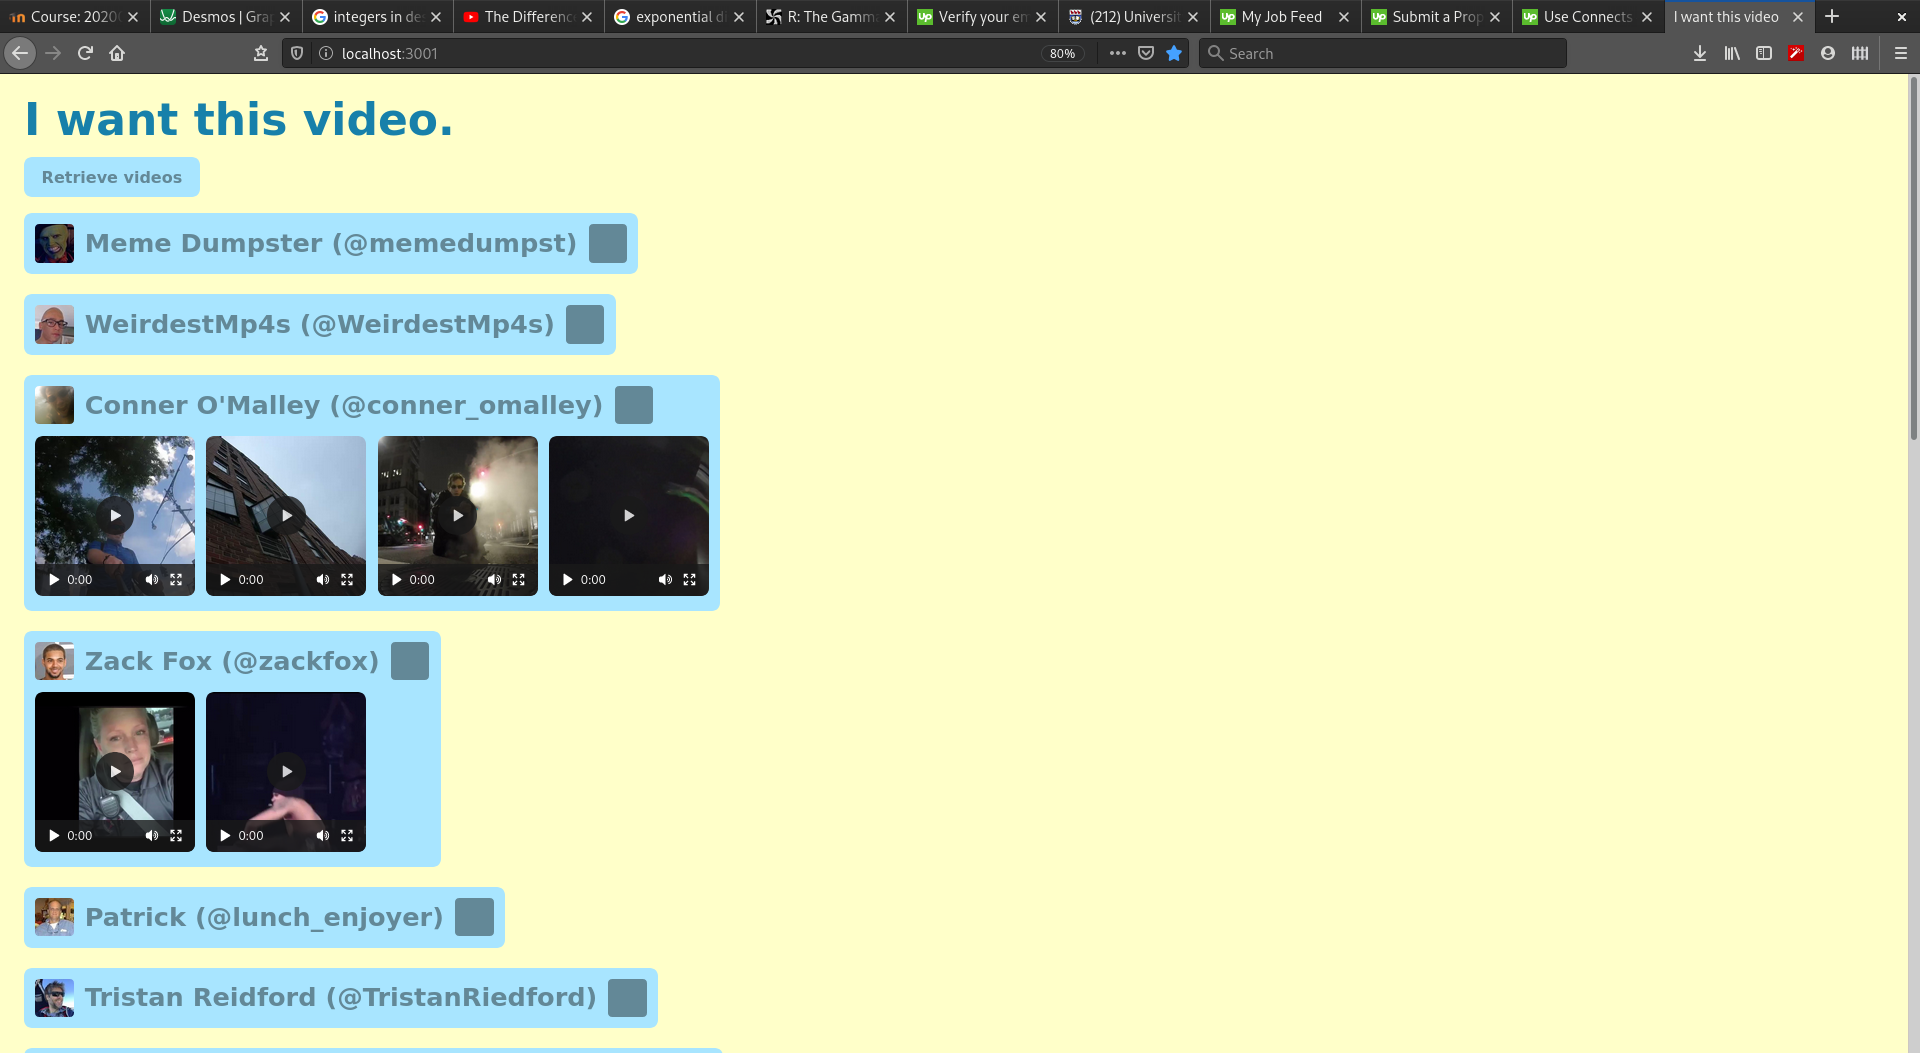 Course: 2020
Desmos | Gra
integers in de
The Differenc
exponential di
R: The Gamma
Verify your em
(212) Universit
My Job Feed
Submit a Prop
Use Connects
I want this video
localhost:3001
80%
Search
I want this video.
Retrieve videos
Meme Dumpster (@memedumpst)
WeirdestMp4s (@WeirdestMp4s)
Conner O'Malley (@conner_omalley)
0:00
0:00
0:00
0:00
Zack Fox (@zackfox)
0:00
0:00
Patrick (@lunch_enjoyer)
Tristan Reidford (@TristanRiedford)